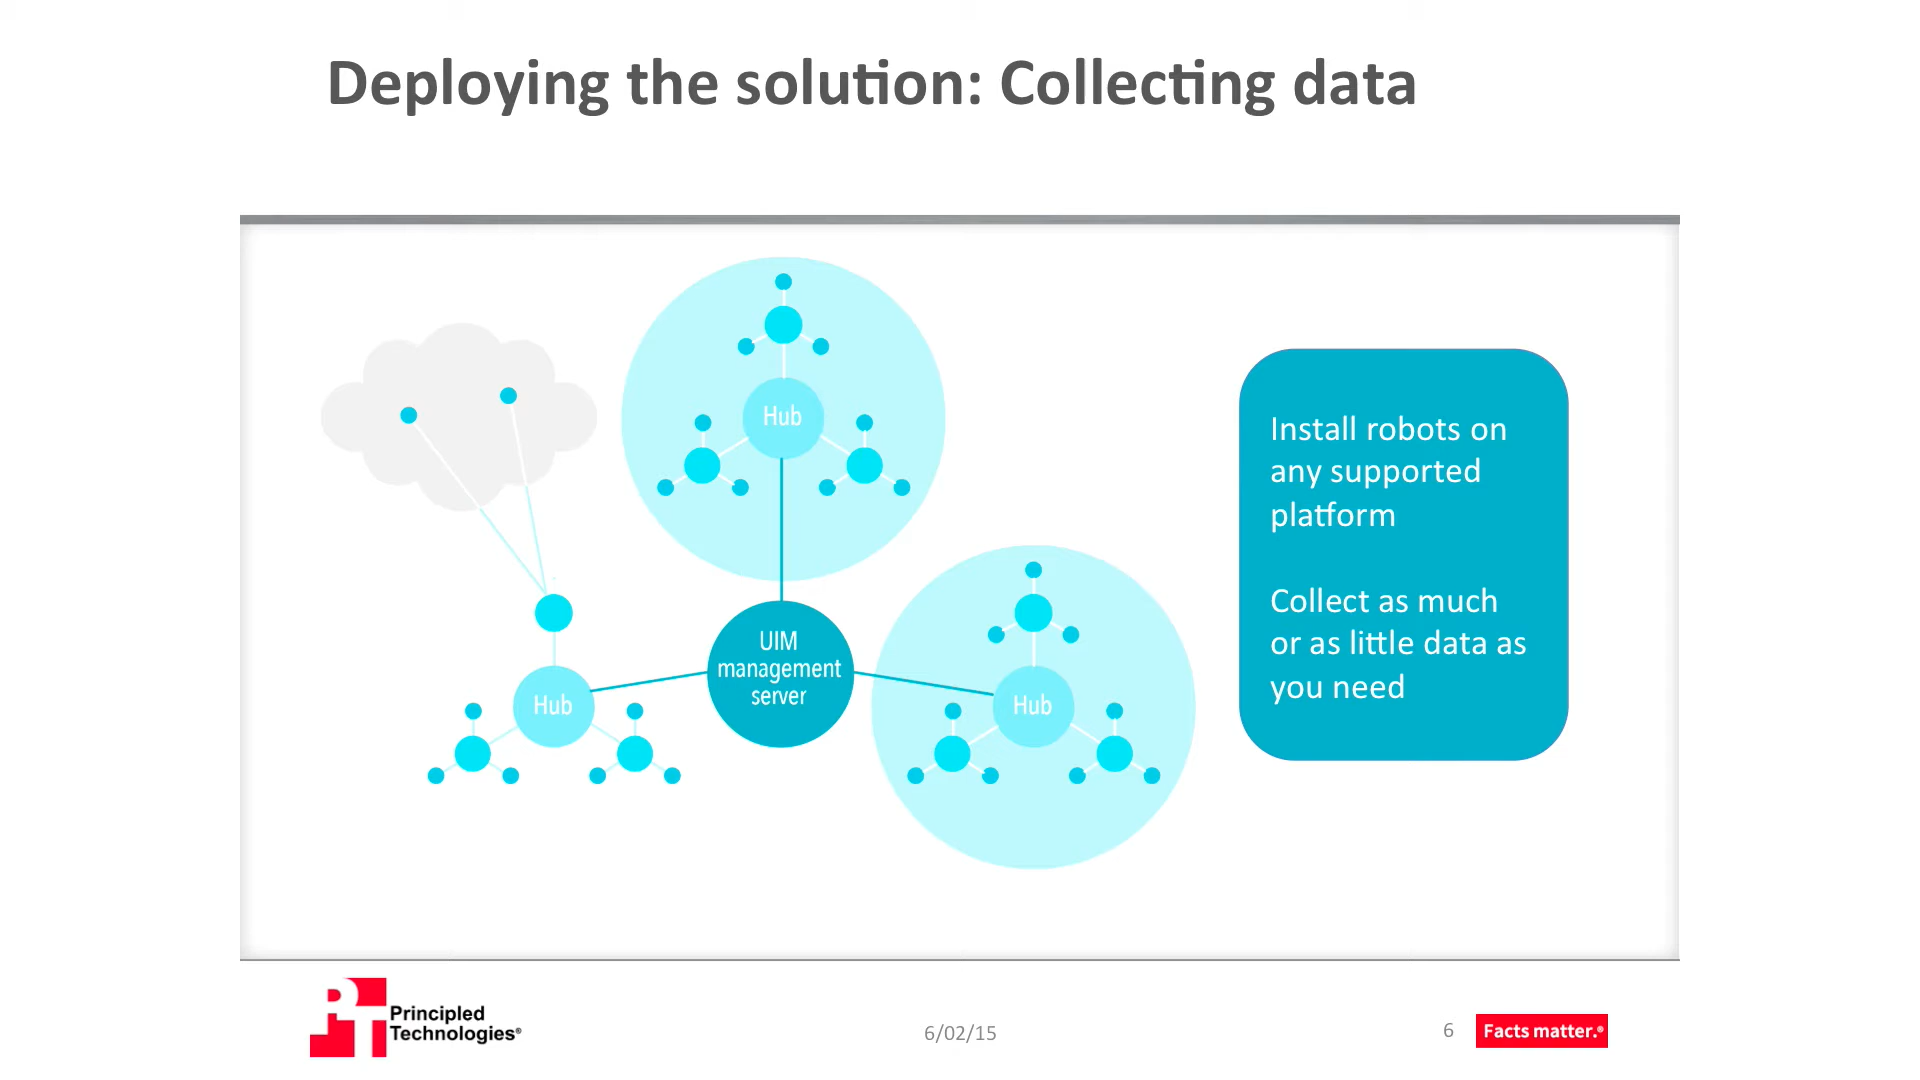 Deploying the solution: Collecting data
Hub
UIM
management
server
Hub
Hub
Install robots on
any supported
platform
Collect as much
or as little data as
you need
PT
Principled
Technologies®
6/02/15
6
Facts matter.®